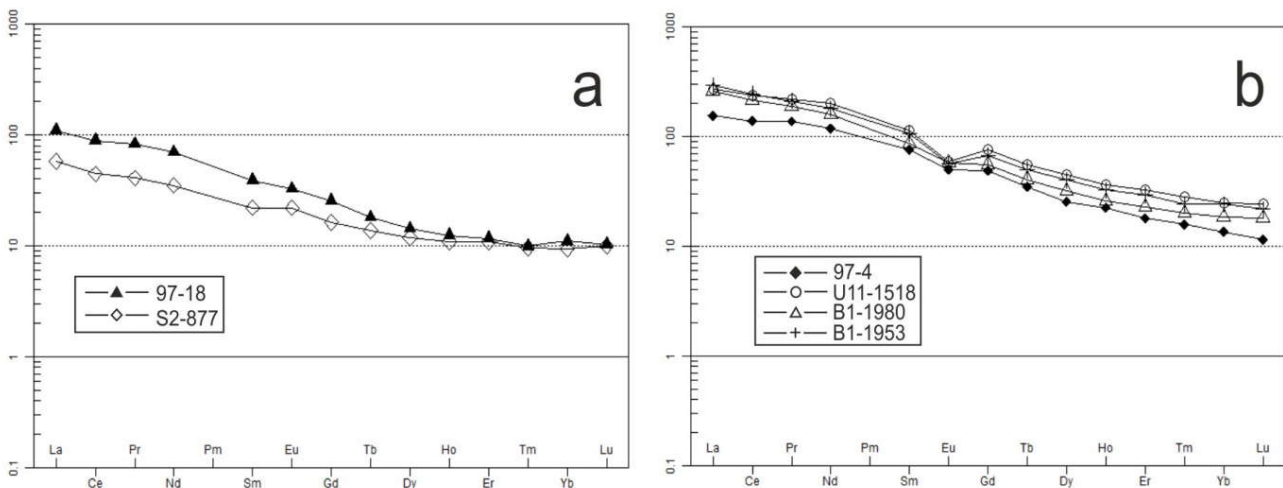 a
1000
100
10
1
0.1
97-18
S2-877
La Pr Pm Eu Tb Ho Tm Lu
Ce Nd Sm Gd Dy Er Yb
b
1000
100
10
1
0.1
97-4
U11-1518
B1-1980
B1-1953
La Pr Pm Eu Tb Ho Tm Lu
Ce Nd Sm Gd Dy Er Yb